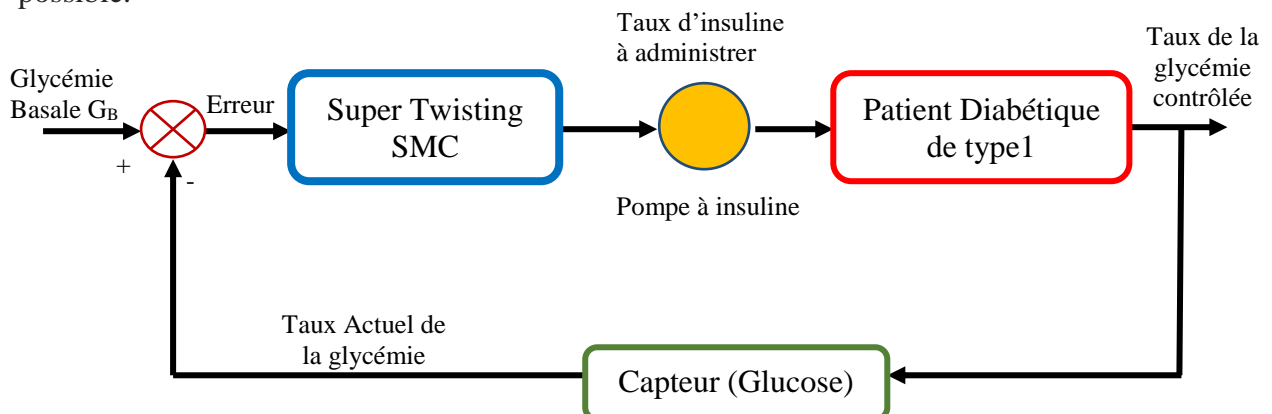 possible.
Glycémie
Basale GB
+
-
Erreur
Super Twisting
SMC
Taux d’insuline
à administrer
Pompe à insuline
Patient Diabétique
de type1
Taux de la
glycémie
contrôlée
Taux Actuel de
la glycémie
Capteur (Glucose)